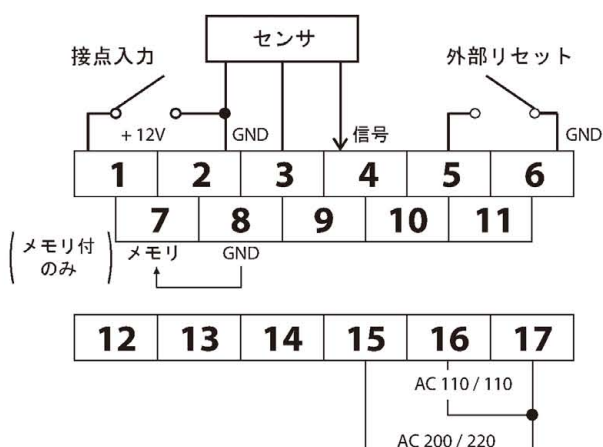 センサ
接点入力
外部リセット
+12V
GND
信号
GND
1 2 3 4 5 6
7 8 9 10 11
(メモリ付
のみ)
メモリ
GND
12 13 14 15 16 17
AC 110 / 110
AC 200 / 220